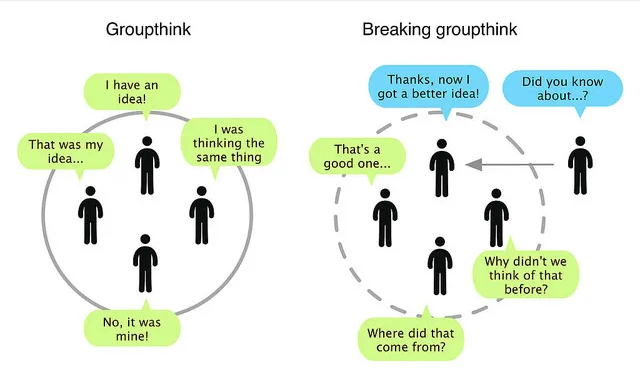 Groupthink
I have an
idea!
That was my
idea...
I was
thinking the
same thing
No, it was
mine!
Breaking groupthink
Thanks, now I
got a better idea!
Did you know
about...?
That's a
good one...
Why didn't we
think of that
before?
Where did that
come from?